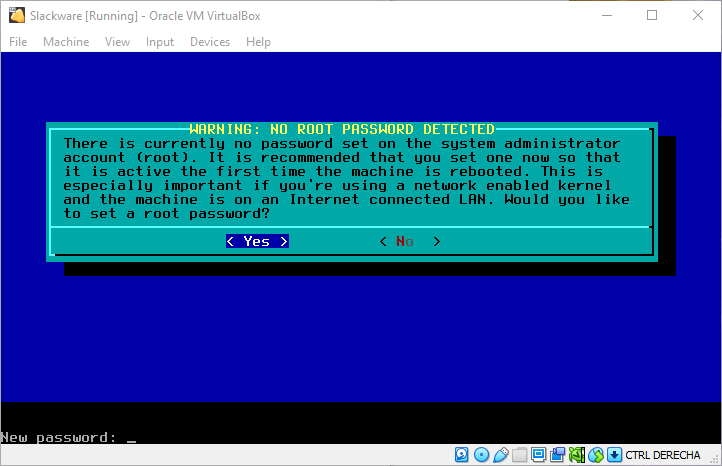 Slackware [Running] - Oracle VM VirtualBox
File Machine View Input Devices Help
WARNING: NO ROOT PASSWORD DETECTED
There is currently no password set on the system administrator
account (root). It is recommended that you set one now so that
it is active the first time the machine is rebooted. This is
especially important if you're using a network enabled kernel
and the machine is on an Internet connected LAN. Would you like
to set a root password?
< Yes > < No >
New password: _
CTRL DERECHA